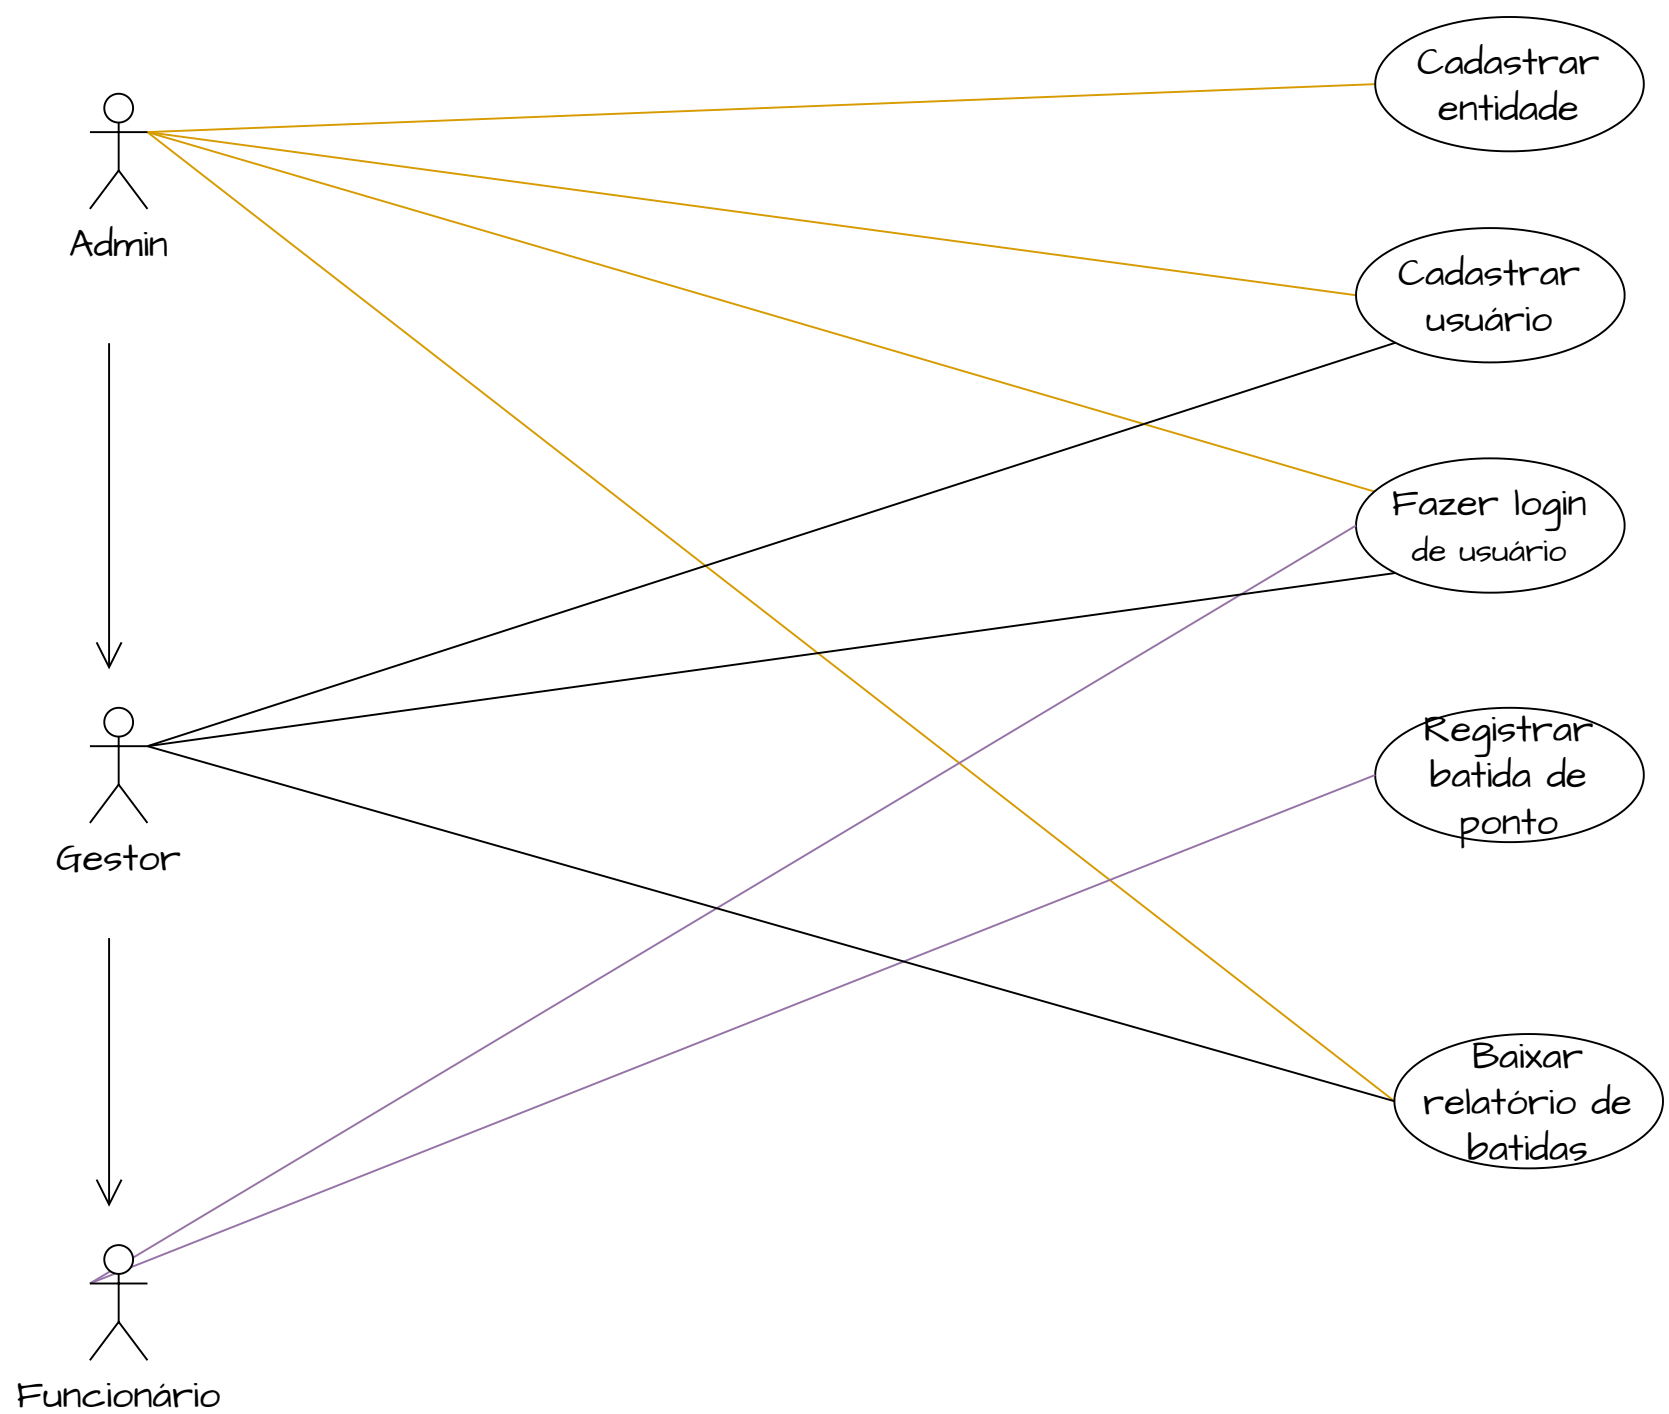 Cadastrar
entidade
Admin
Cadastrar
usuário
Fazer login
de usuário
Registrar
batida de
ponto
Gestor
Baixar
relatório de
batidas
Funcionário